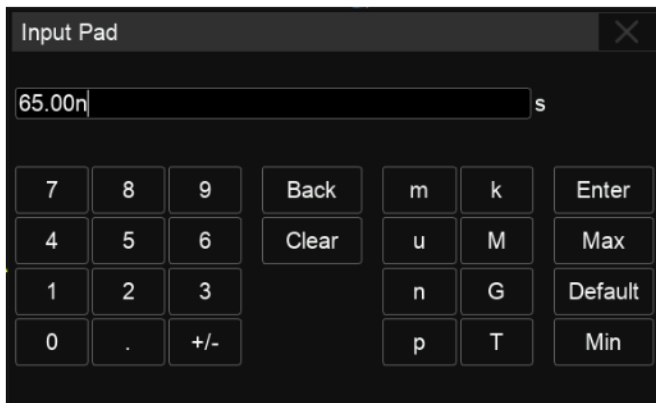 Input Pad
65.00n s
7 8 9 Back m k Enter
4 5 6 Clear u M Max
1 2 3 n G Default
0 . +/- p T Min